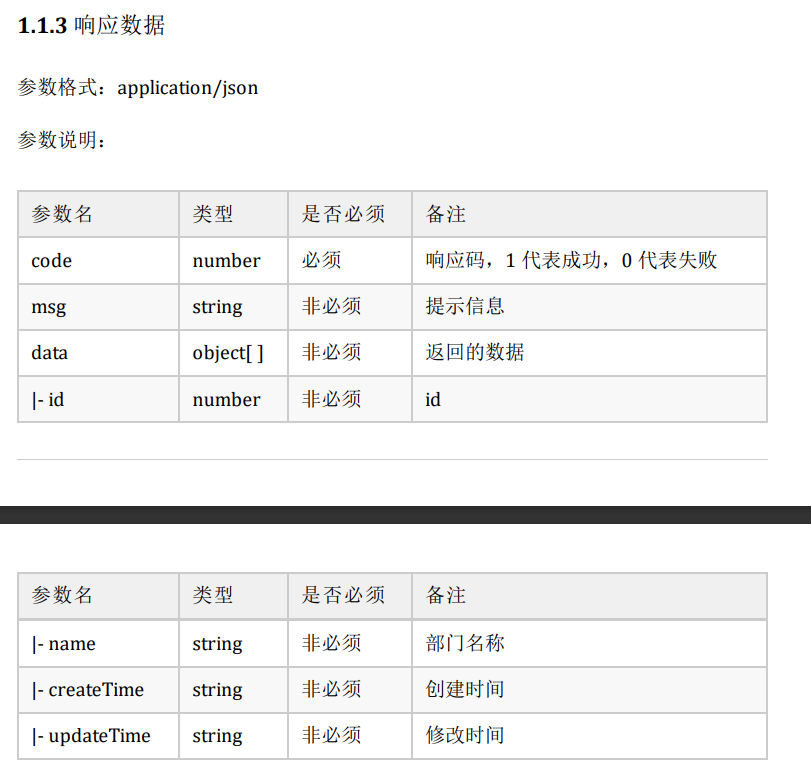 1.1.3 响应数据
参数格式：application/json
参数说明：
参数名 类型 是否必须 备注
code number 必须 响应码，1 代表成功，0 代表失败
msg string 非必须 提示信息
data object[ ] 非必须 返回的数据
|- id number 非必须 id
参数名 类型 是否必须 备注
|- name string 非必须 部门名称
|- createTime string 非必须 创建时间
|- updateTime string 非必须 修改时间